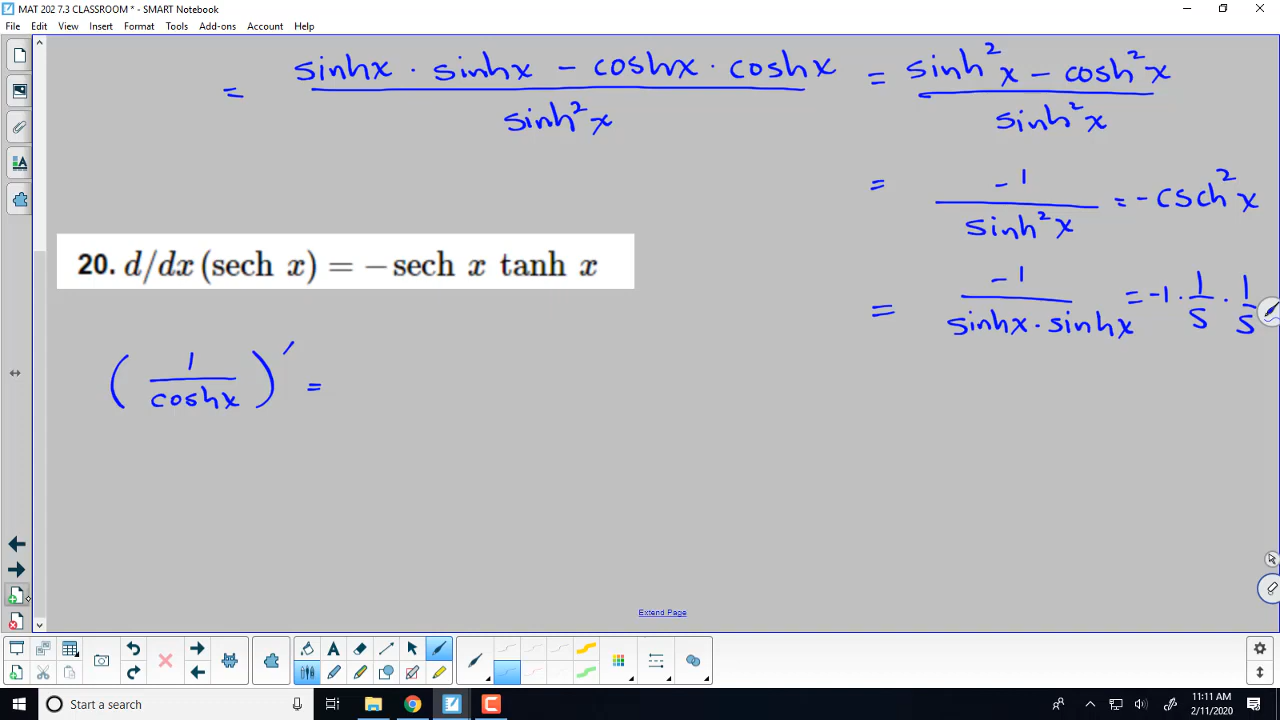 MAT 202 7.3 CLASSROOM * - SMART Notebook
File Edit View Insert Format Tools Add-ons Account Help
= (sinhx · sinhx − coshx · coshx) / sinh²x = (sinh²x − cosh²x) / sinh²x
= −1 / sinh²x = −csch²x
20. d/dx (sech x) = − sech x tanh x
= −1 / (sinhx · sinhx) = −1 · 1/s · 1/s
(1 / coshx)′ =
Extend Page
Start a search
11:11 AM
2/11/2020